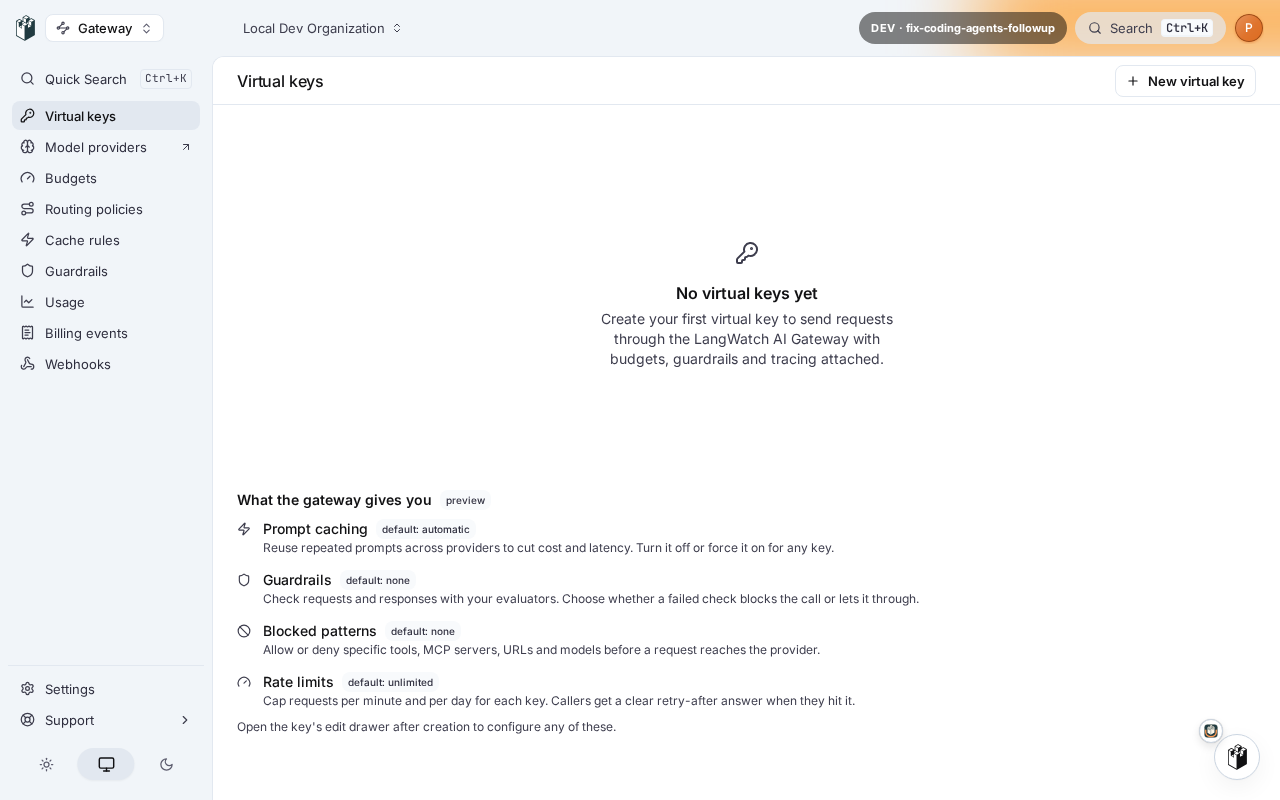 Gateway
Local Dev Organization
DEV · fix-coding-agents-followup
Search Ctrl+K
P
Quick Search Ctrl+K
Virtual keys
Model providers
Budgets
Routing policies
Cache rules
Guardrails
Usage
Billing events
Webhooks
Settings
Support
Virtual keys
New virtual key
No virtual keys yet
Create your first virtual key to send requests
through the LangWatch AI Gateway with
budgets, guardrails and tracing attached.
What the gateway gives you preview
Prompt caching default: automatic
Reuse repeated prompts across providers to cut cost and latency. Turn it off or force it on for any key.
Guardrails default: none
Check requests and responses with your evaluators. Choose whether a failed check blocks the call or lets it through.
Blocked patterns default: none
Allow or deny specific tools, MCP servers, URLs and models before a request reaches the provider.
Rate limits default: unlimited
Cap requests per minute and per day for each key. Callers get a clear retry-after answer when they hit it.
Open the key's edit drawer after creation to configure any of these.